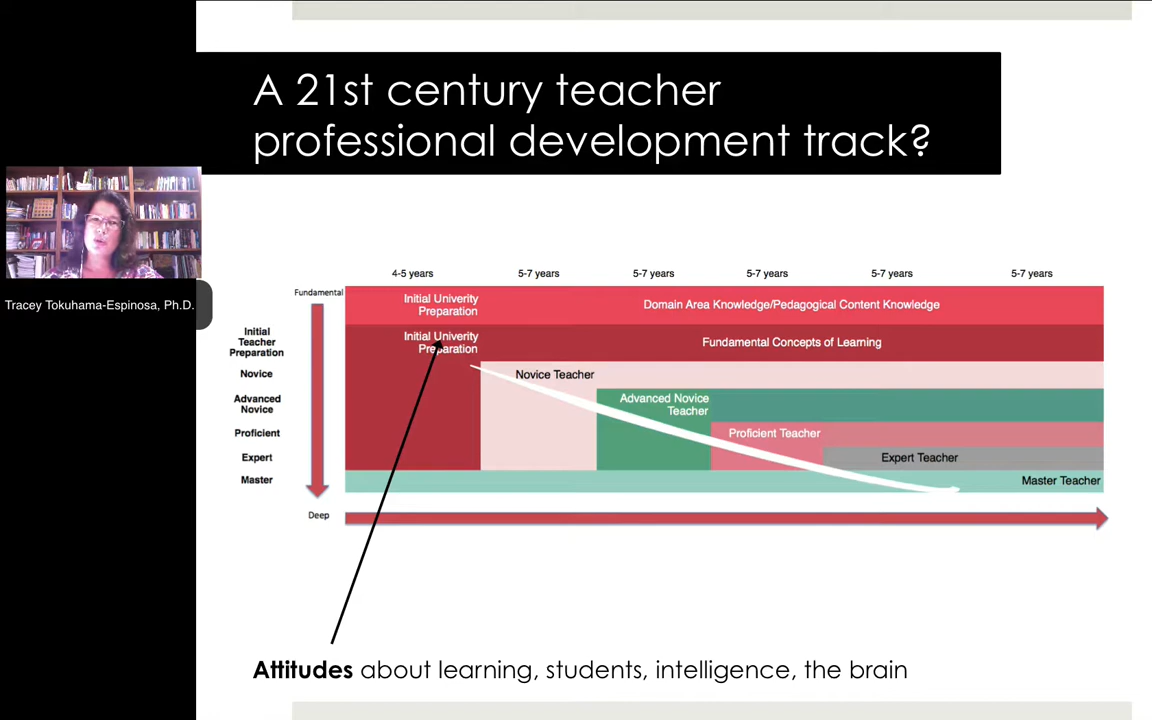 A 21st century teacher
professional development track?
Tracey Tokuhama-Espinosa, Ph.D.
4-5 years
5-7 years
5-7 years
5-7 years
5-7 years
5-7 years
Fundamental
Initial Univerity
Preparation
Domain Area Knowledge/Pedagogical Content Knowledge
Initial
Teacher
Preparation
Initial Univerity
Preparation
Fundamental Concepts of Learning
Novice
Novice Teacher
Advanced
Novice
Advanced Novice
Teacher
Proficient
Proficient Teacher
Expert
Expert Teacher
Master
Master Teacher
Deep
Attitudes about learning, students, intelligence, the brain